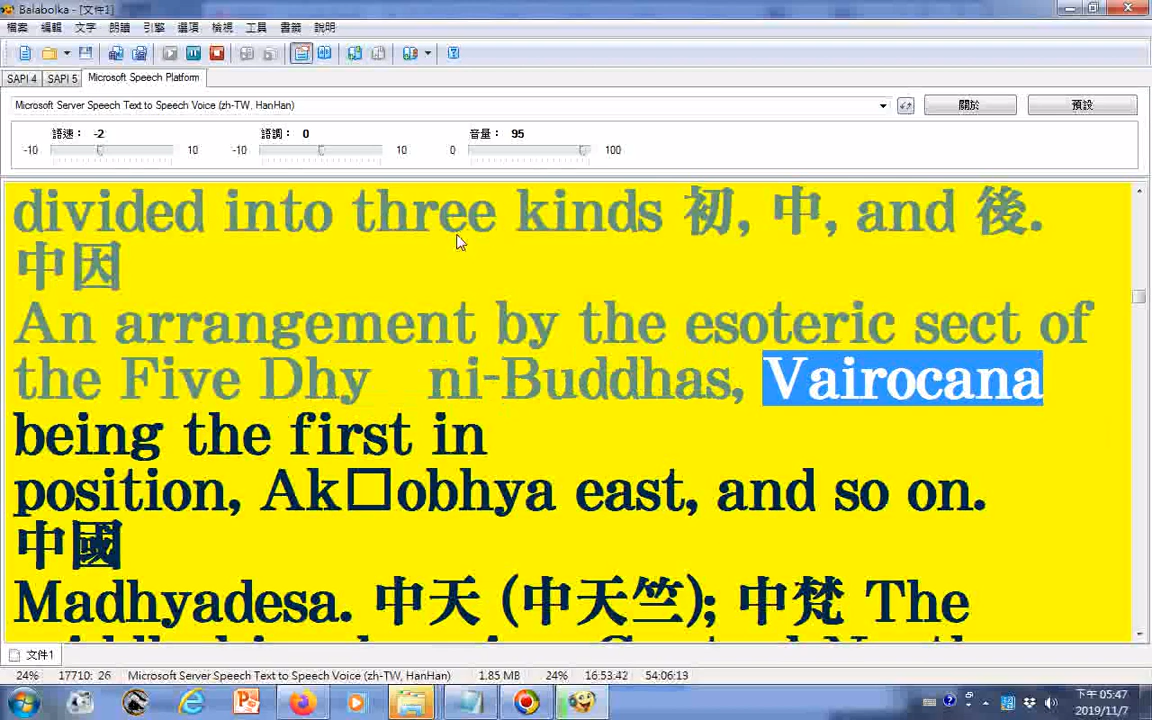 Balabolka - [文件1]
檔案 編輯 文字 朗讀 引擎 選項 檢視 工具 書籤 說明
SAPI 4 SAPI 5 Microsoft Speech Platform
Microsoft Server Speech Text to Speech Voice (zh-TW, HanHan) 關於 預設
語速： -2 語調： 0 音量： 95
-10 10 -10 10 0 100
divided into three kinds 初, 中, and 後.
中因
An arrangement by the esoteric sect of
the Five Dhy ni-Buddhas, Vairocana
being the first in
position, Ak□obhya east, and so on.
中國
Madhyadesa. 中天 (中天竺); 中梵 The
文件1
24% 17710: 26 Microsoft Server Speech Text to Speech Voice (zh-TW, HanHan) 1.85 MB 24% 16:53.42 54:06:19
下午 05:47
2019/11/7